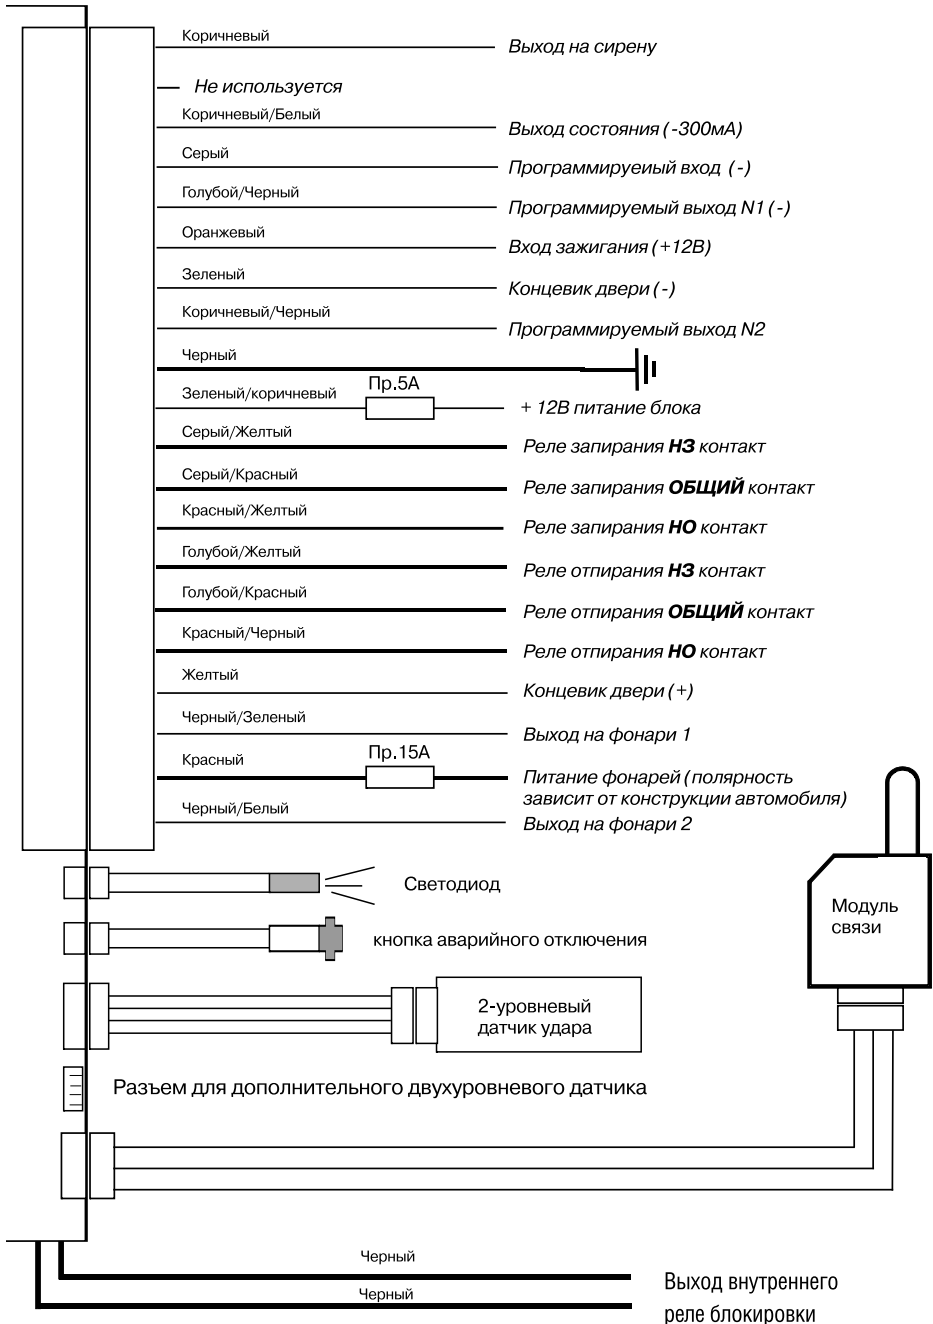 Коричневый
Выход на сирену
Не используется
Коричневый/Белый
Выход состояния (-300мА)
Серый
Программируеиый вход (-)
Голубой/Черный
Программируемый выход N1 (-)
Оранжевый
Вход зажигания (+12В)
Зеленый
Концевик двери (-)
Коричневый/Черный
Программируемый выход N2
Черный
Зеленый/коричневый
Пр.5А
+ 12В питание блока
Серый/Желтый
Реле запирания НЗ контакт
Серый/Красный
Реле запирания ОБЩИЙ контакт
Красный/Желтый
Реле запирания НО контакт
Голубой/Желтый
Реле отпирания НЗ контакт
Голубой/Красный
Реле отпирания ОБЩИЙ контакт
Красный/Черный
Реле отпирания НО контакт
Желтый
Концевик двери (+)
Черный/Зеленый
Выход на фонари 1
Красный
Пр.15А
Питание фонарей (полярность
зависит от конструкции автомобиля)
Черный/Белый
Выход на фонари 2
Светодиод
Модуль
связи
кнопка аварийного отключения
2-уровневый
датчик удара
Разъем для дополнительного двухуровневого датчика
Черный
Черный
Выход внутреннего
реле блокировки